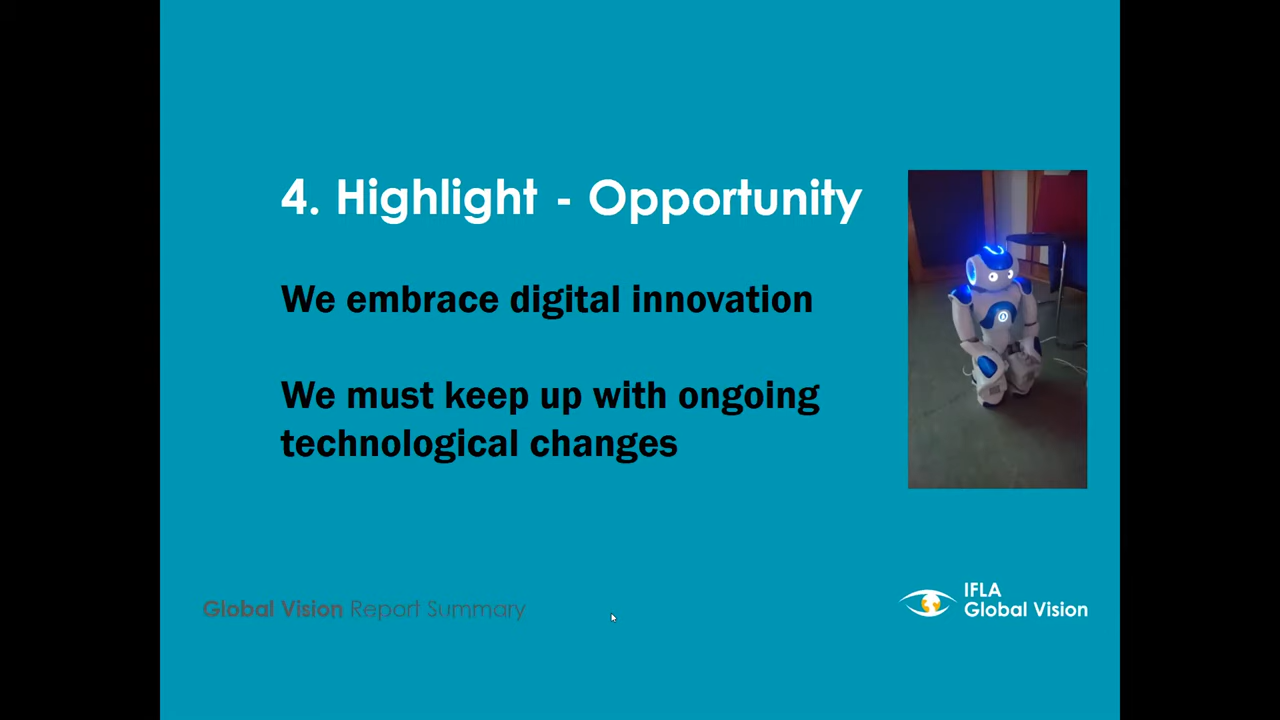 4. Highlight - Opportunity
We embrace digital innovation
We must keep up with ongoing
technological changes
Global Vision Report Summary
IFLA
Global Vision